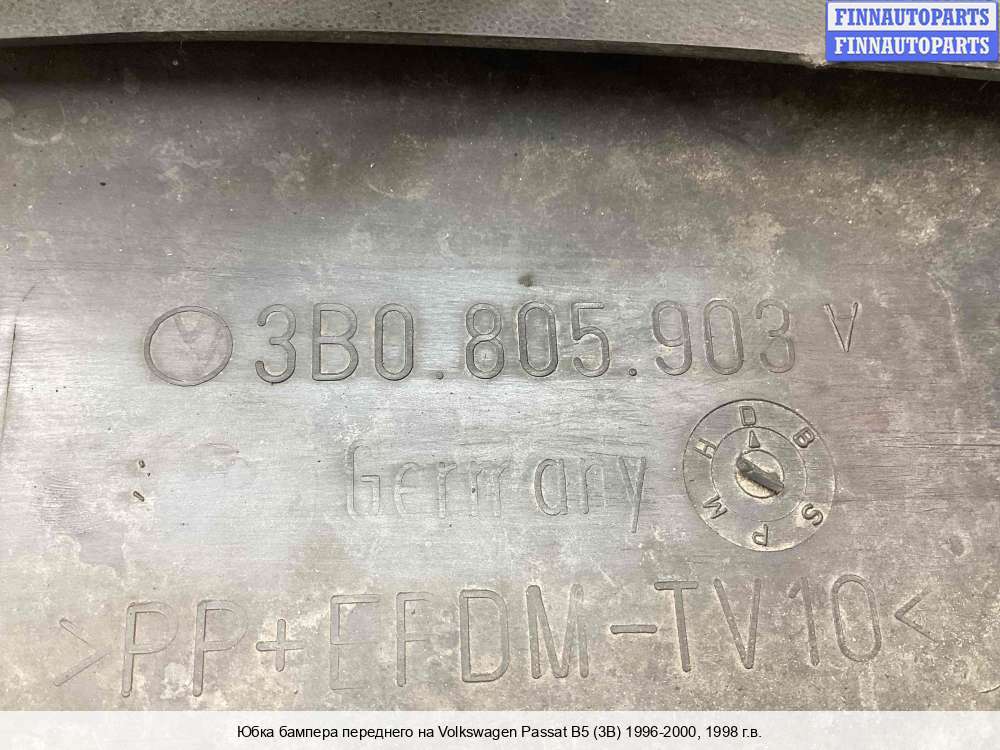 FINNAUTOPARTS
FINNAUTOPARTS
3B0.805.903 A
Germany
D B S P M H
>PP+EFDM-TV10<
Юбка бампера переднего на Volkswagen Passat B5 (3B) 1996-2000, 1998 г.в.